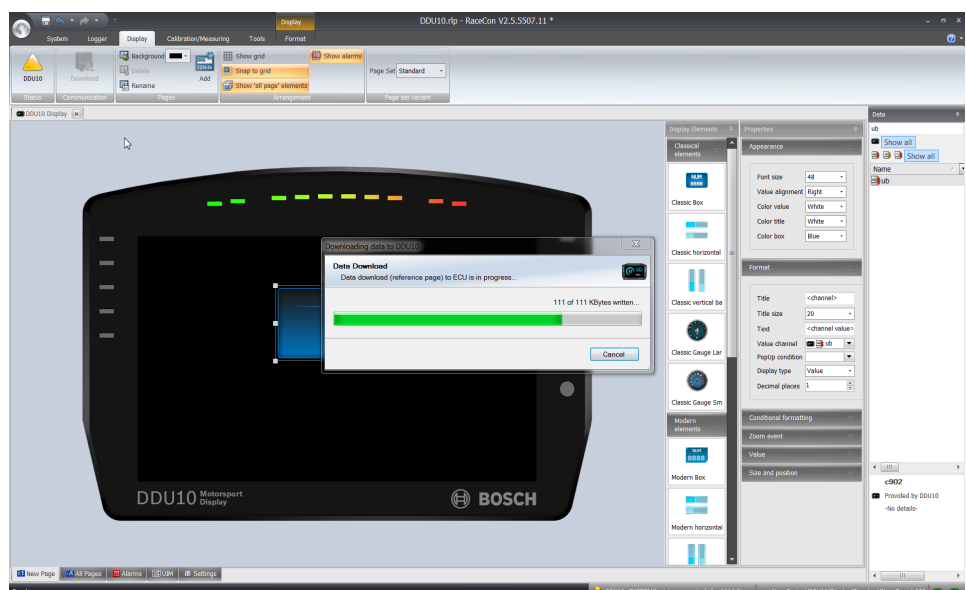 Display
DDU10.rlp - RaceCon V2.5.5507.11 *
System Logger Display Calibration/Measuring Tools Format
DDU10
Download
Background
Delete
Rename
Add
Show grid
Snap to grid
Show 'all page' elements
Show alarms
Page Set Standard
Status Communication Pages Arrangement Page set variant
DDU10 Display
Display Elements
Classical elements
NUM
8888
Classic Box
Classic horizontal
Classic vertical ba
Classic Gauge Lar
Classic Gauge Sm
Modern elements
NUM
8888
Modern Box
Modern horizontal
Properties
Appearance
Font size 48
Value alignment Right
Color value White
Color title White
Color box Blue
Format
Title <channel>
Title size 20
Text <channel value>
Value channel ub
PopUp condition
Display type Value
Decimal places 1
Conditional formatting
Zoom event
Value
Size and position
Data
ub
Show all
Show all
Name
ub
c902
Provided by DDU10
-No details-
Downloading data to DDU10
Data Download
Data download (reference page) to ECU is in progress...
111 of 111 KBytes written...
Cancel
DDU10 Motorsport Display
BOSCH
New Page All Pages Alarms UIM Settings